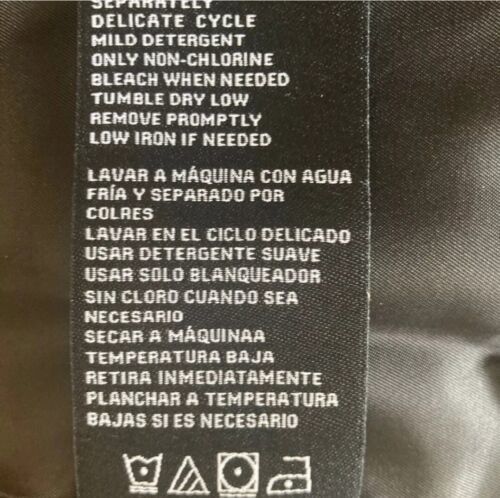 SEPARATELY
DELICATE CYCLE
MILD DETERGENT
ONLY NON-CHLORINE
BLEACH WHEN NEEDED
TUMBLE DRY LOW
REMOVE PROMPTLY
LOW IRON IF NEEDED
LAVAR A MÁQUINA CON AGUA
FRÍA Y SEPARADO POR
COLRES
LAVAR EN EL CICLO DELICADO
USAR DETERGENTE SUAVE
USAR SOLO BLANQUEADOR
SIN CLORO CUANDO SEA
NECESARIO
SECAR A MÁQUINAA
TEMPERATURA BAJA
RETIRA INMEDIATAMENTE
PLANCHAR A TEMPERATURA
BAJAS SI ES NECESARIO